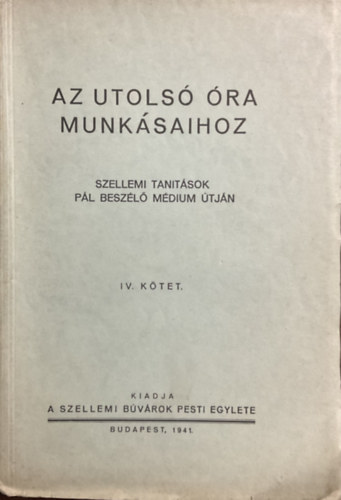 AZ UTOLSÓ ÓRA
MUNKÁSAIHOZ
SZELLEMI TANITÁSOK
PÁL BESZÉLŐ MÉDIUM ÚTJÁN
IV. KÖTET.
KIADJA
A SZELLEMI BÚVÁROK PESTI EGYLETE
BUDAPEST, 1941.